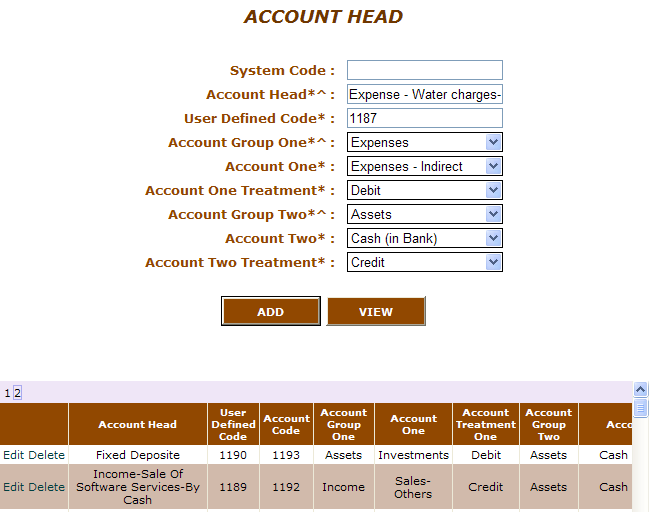 ACCOUNT HEAD
System Code :
Account Head*^ : Expense - Water charges-
User Defined Code* : 1187
Account Group One*^ : Expenses
Account One* : Expenses - Indirect
Account One Treatment* : Debit
Account Group Two*^ : Assets
Account Two* : Cash (in Bank)
Account Two Treatment* : Credit
ADD VIEW
1 2
Account Head User Defined Code Account Code Account Group One Account One Account Treatment One Account Group Two Acco
Edit Delete Fixed Deposite 1190 1193 Assets Investments Debit Assets Cash
Edit Delete Income-Sale Of Software Services-By Cash 1189 1192 Income Sales-Others Credit Assets Cash